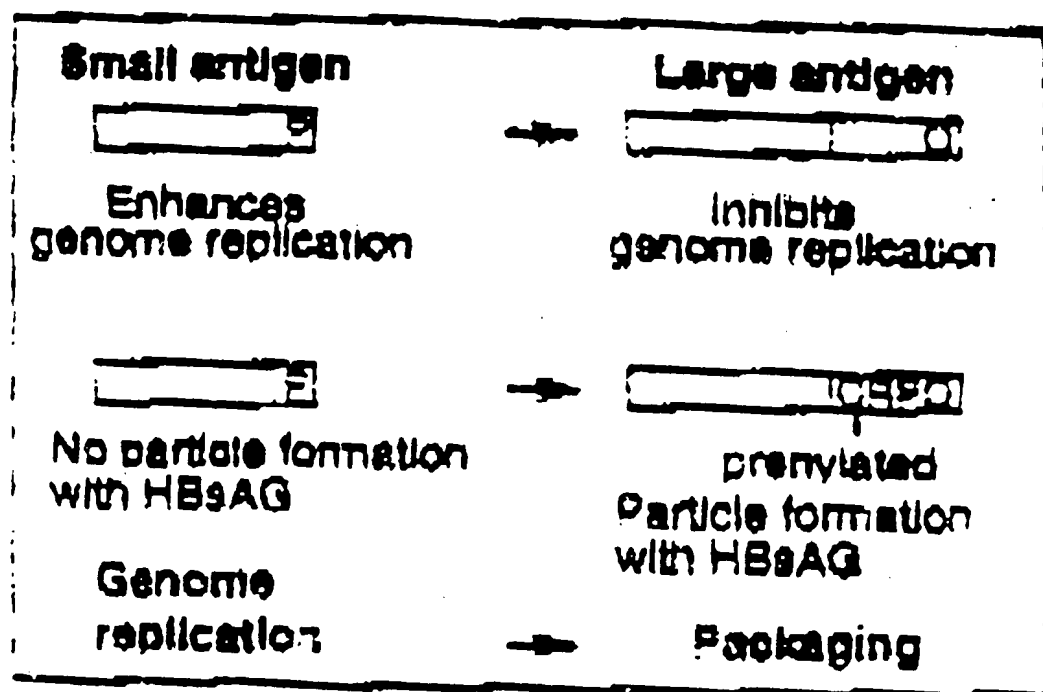 Small antigen
Large antigen
Enhances
genome replication
Inhibits
genome replication
No particle formation
with HBsAG
prenylated
Particle formation
with HBsAG
Genome
replication
Packaging